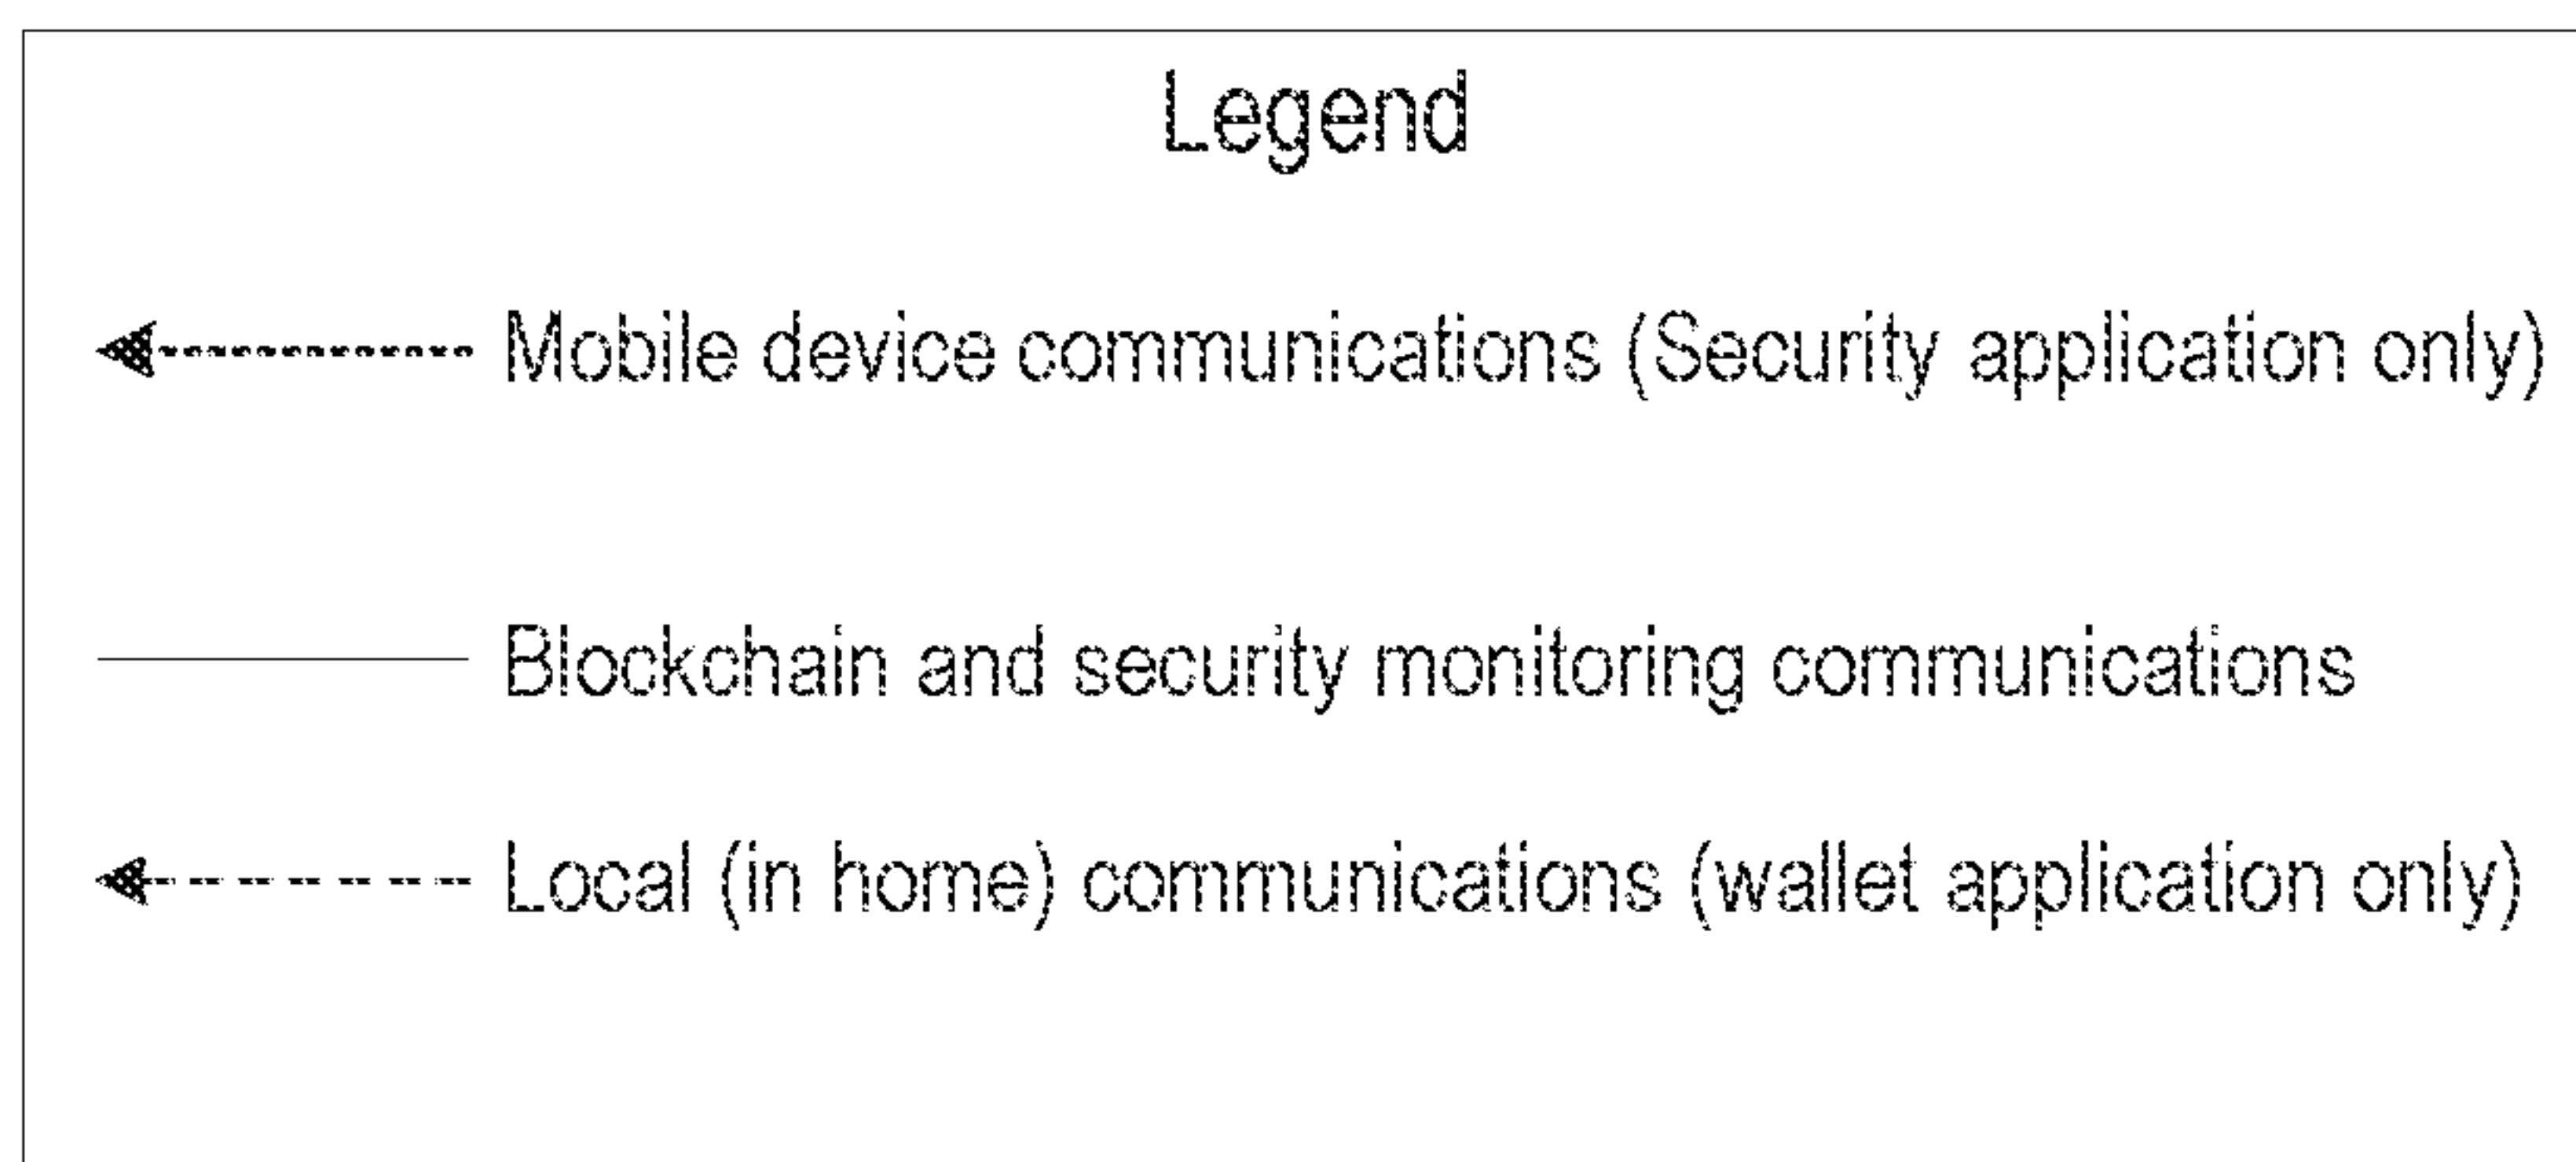 Legend
Mobile device communications (Security application only)
Blockchain and security monitoring communications
Local (in home) communications (wallet application only)